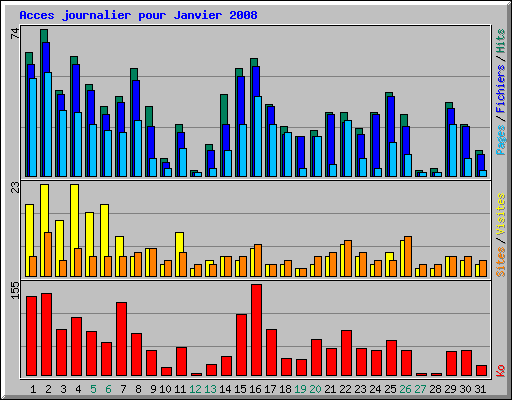 Acces journalier pour Janvier 2008
74
Pages / Fichiers / Hits
23
Sites / Visites
155
Ko
1 2 3 4 5 6 7 8 9 10 11 12 13 14 15 16 17 18 19 20 21 22 23 24 25 26 27 28 29 30 31